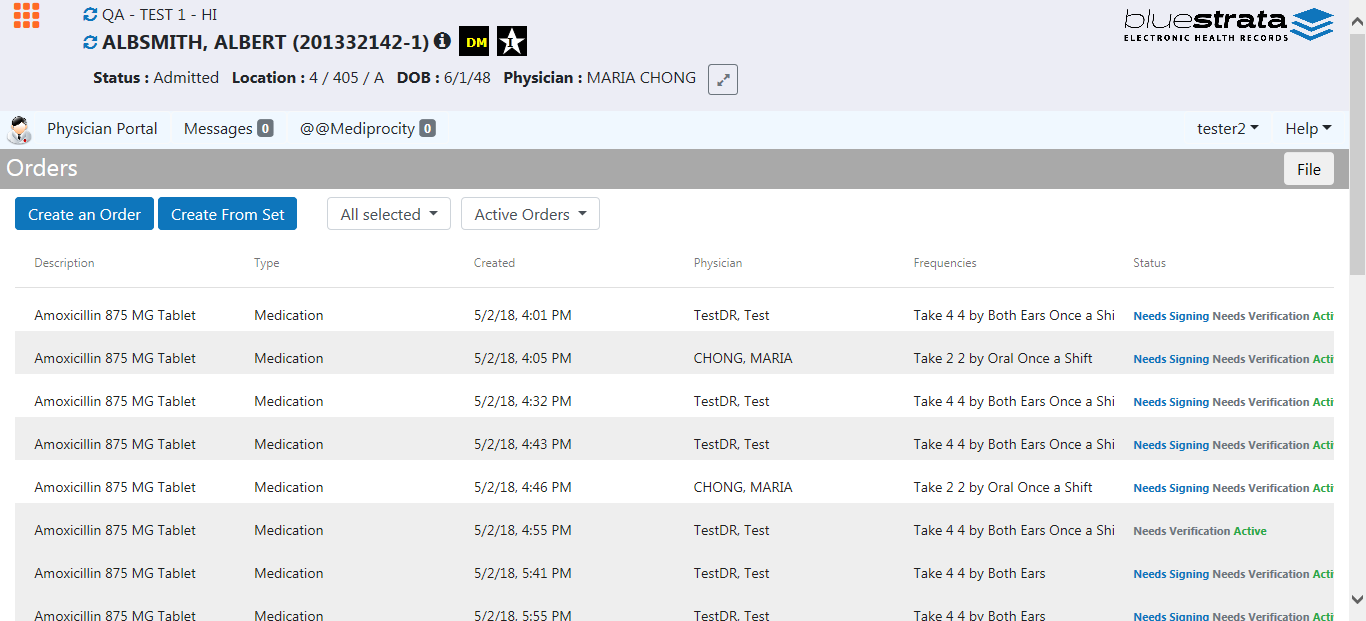 QA - TEST 1 - HI
bluestrata
ELECTRONIC HEALTH RECORDS
ALBSMITH, ALBERT (201332142-1) DM 1
Status : Admitted Location : 4 / 405 / A DOB : 6/1/48 Physician : MARIA CHONG
Physician Portal Messages 0 @@Mediprocity 0 tester2 Help
Orders File
Create an Order Create From Set All selected Active Orders
Description Type Created Physician Frequencies Status
Amoxicillin 875 MG Tablet Medication 5/2/18, 4:01 PM TestDR, Test Take 4 4 by Both Ears Once a Shi Needs Signing Needs Verification Acti
Amoxicillin 875 MG Tablet Medication 5/2/18, 4:05 PM CHONG, MARIA Take 2 2 by Oral Once a Shift Needs Signing Needs Verification Acti
Amoxicillin 875 MG Tablet Medication 5/2/18, 4:32 PM TestDR, Test Take 4 4 by Both Ears Once a Shi Needs Signing Needs Verification Acti
Amoxicillin 875 MG Tablet Medication 5/2/18, 4:43 PM TestDR, Test Take 4 4 by Both Ears Once a Shi Needs Signing Needs Verification Acti
Amoxicillin 875 MG Tablet Medication 5/2/18, 4:46 PM CHONG, MARIA Take 2 2 by Oral Once a Shift Needs Signing Needs Verification Acti
Amoxicillin 875 MG Tablet Medication 5/2/18, 4:55 PM TestDR, Test Take 4 4 by Both Ears Once a Shi Needs Verification Active
Amoxicillin 875 MG Tablet Medication 5/2/18, 5:41 PM TestDR, Test Take 4 4 by Both Ears Needs Signing Needs Verification Acti
Amoxicillin 875 MG Tablet Medication 5/2/18, 5:55 PM TestDR, Test Take 4 4 by Both Ears Needs Signing Needs Verification Acti